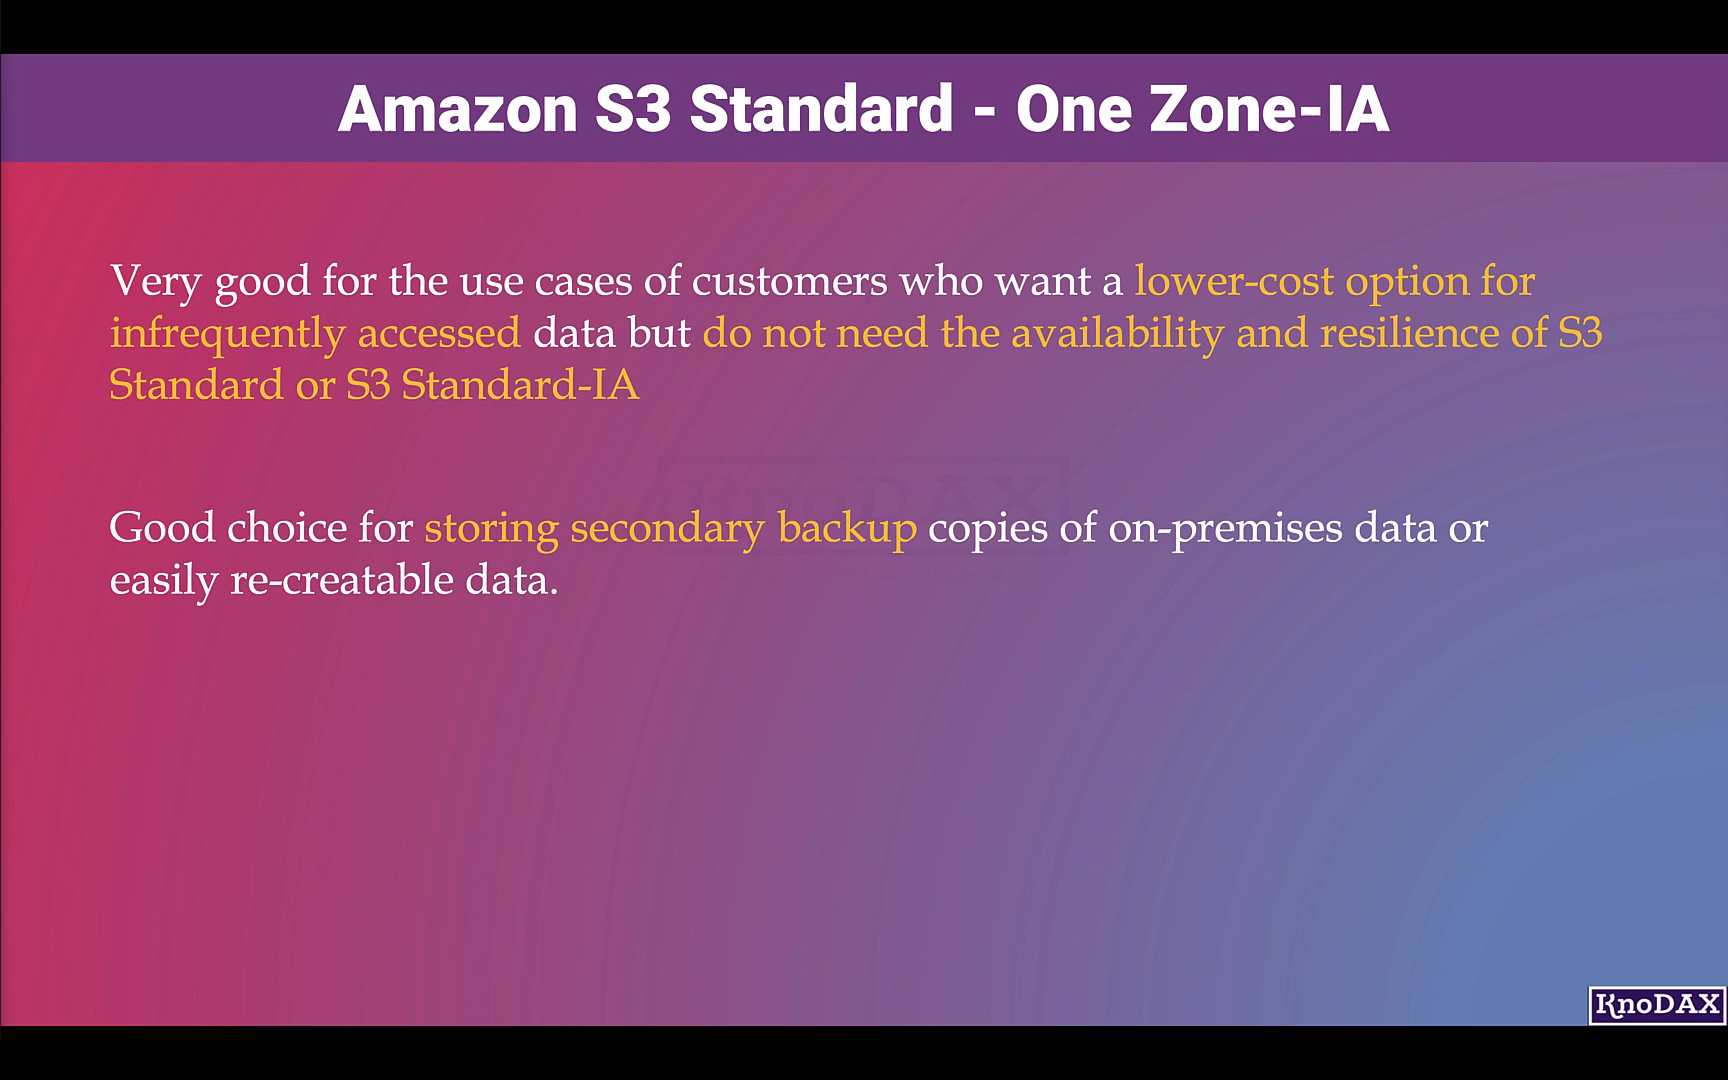 Amazon S3 Standard - One Zone-IA
Very good for the use cases of customers who want a lower-cost option for
infrequently accessed data but do not need the availability and resilience of S3
Standard or S3 Standard-IA
KnoDAX
Good choice for storing secondary backup copies of on-premises data or
easily re-creatable data.
KnoDAX